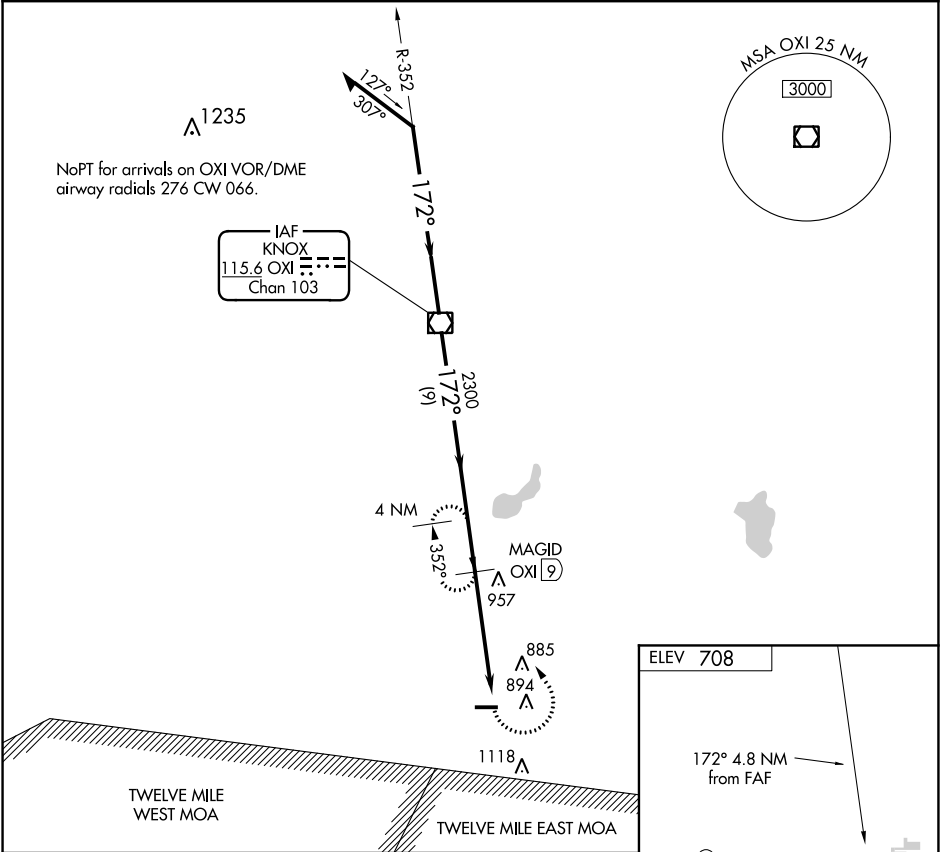 R-352
127°
307°
MSA OXI 25 NM
3000
1235
NoPT for arrivals on OXI VOR/DME
airway radials 276 CW 066.
172°
IAF
KNOX
115.6 OXI
Chan 103
2300
172°
(9)
4 NM
352°
MAGID
OXI 9
957
885
894
1118
TWELVE MILE
WEST MOA
TWELVE MILE EAST MOA
ELEV 708
172° 4.8 NM
from FAF